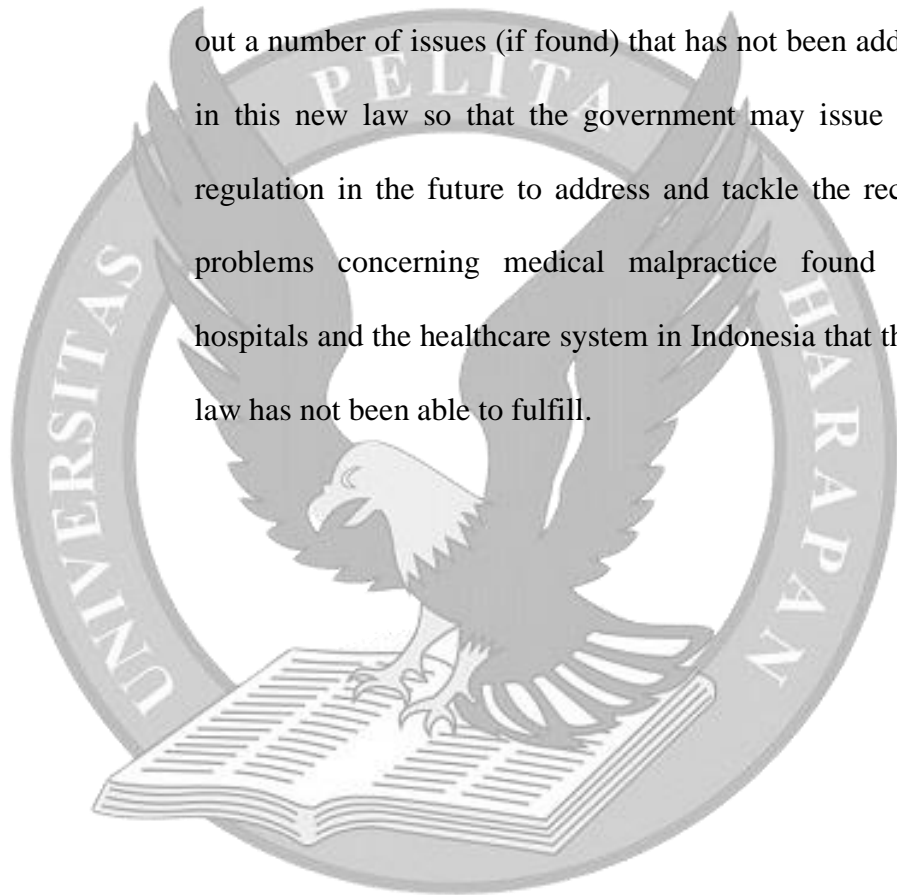 out a number of issues (if found) that has not been add
in this new law so that the government may issue
regulation in the future to address and tackle the rec
problems concerning medical malpractice found
hospitals and the healthcare system in Indonesia that th
law has not been able to fulfill.
UNIVERSITAS PELITA HARAPAN